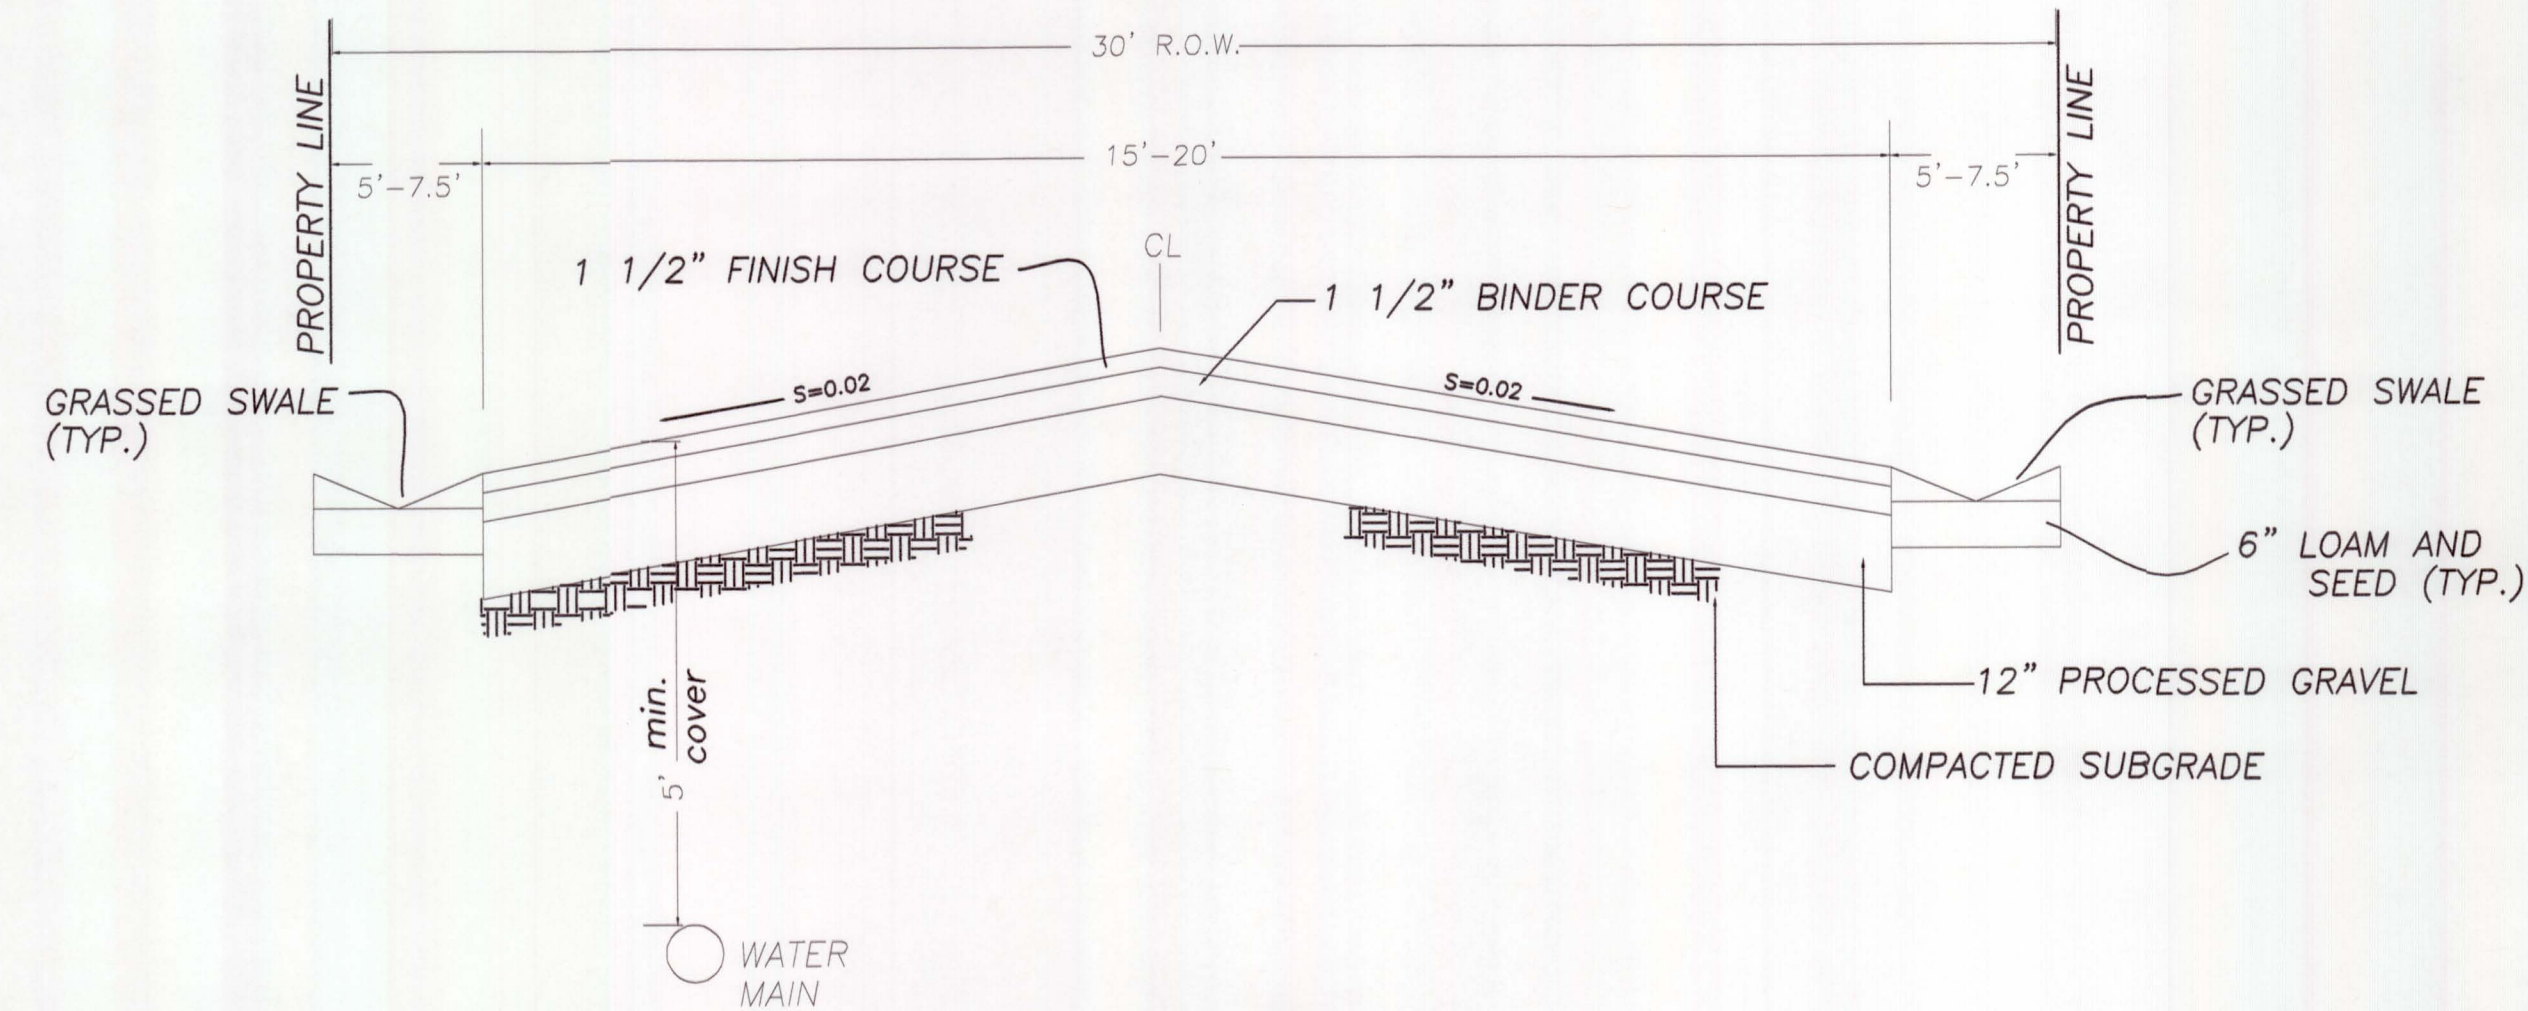 30' R.O.W.
PROPERTY LINE
PROPERTY LINE
5'-7.5'
15'-20'
5'-7.5'
CL
1 1/2" FINISH COURSE
1 1/2" BINDER COURSE
S=0.02
S=0.02
GRASSED SWALE
(TYP.)
GRASSED SWALE
(TYP.)
6" LOAM AND
SEED (TYP.)
12" PROCESSED GRAVEL
COMPACTED SUBGRADE
5' min.
cover
WATER
MAIN